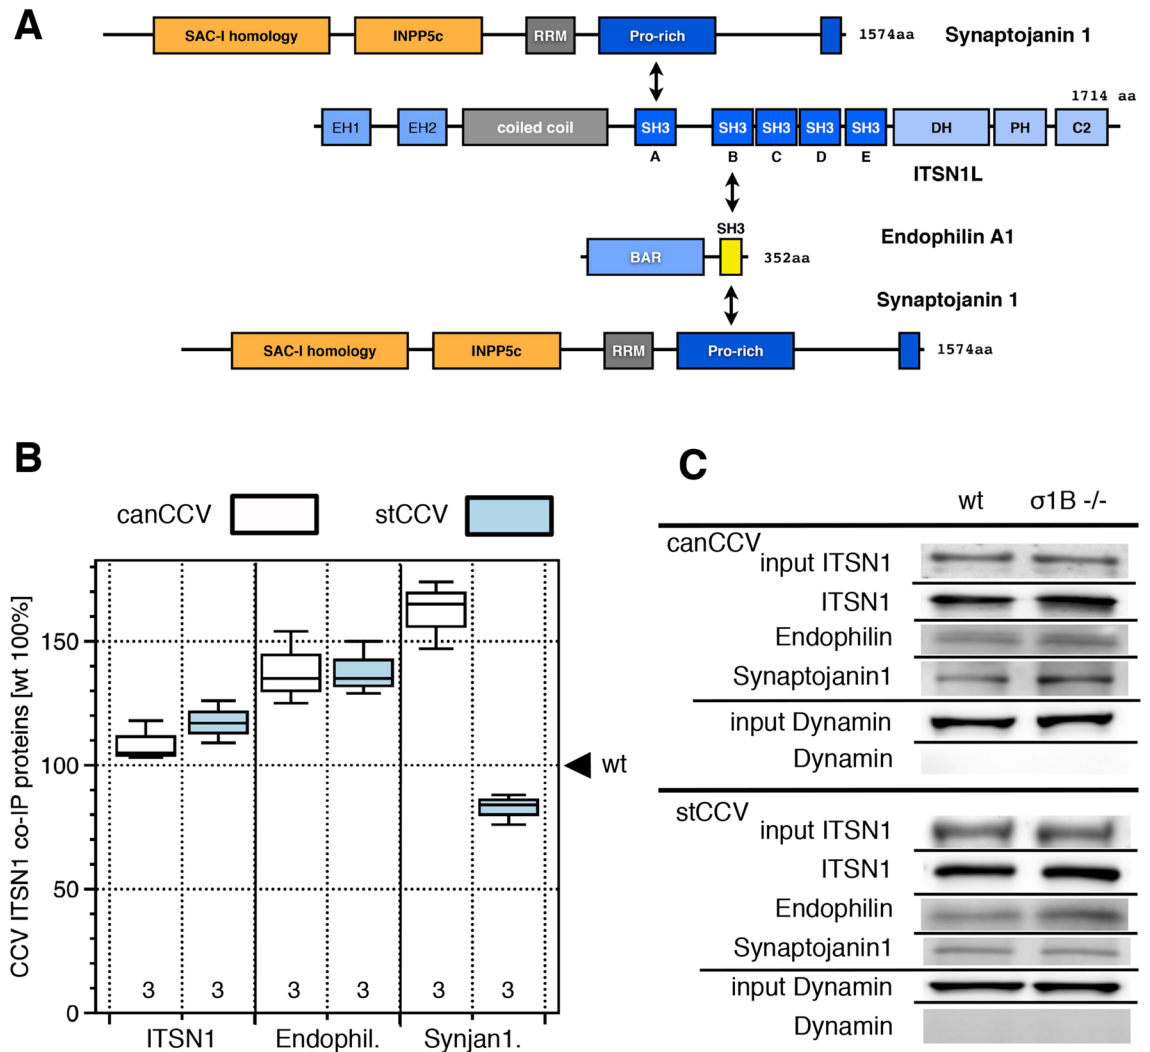 A
SAC-I homology INPP5c RRM Pro-rich 1574aa Synaptojanin 1
1714 aa
EH1 EH2 coiled coil SH3 SH3 SH3 SH3 SH3 DH PH C2
A B C D E
ITSN1L
SH3
Endophilin A1
BAR 352aa
Synaptojanin 1
SAC-I homology INPP5c RRM Pro-rich 1574aa
B
canCCV stCCV
CCV ITSN1 co-IP proteins [wt 100%]
150
100
50
0
wt
3 3 3 3 3 3
ITSN1 Endophil. Synjan1.
C
wt σ1B -/-
canCCV
input ITSN1
ITSN1
Endophilin
Synaptojanin1
input Dynamin
Dynamin
stCCV
input ITSN1
ITSN1
Endophilin
Synaptojanin1
input Dynamin
Dynamin